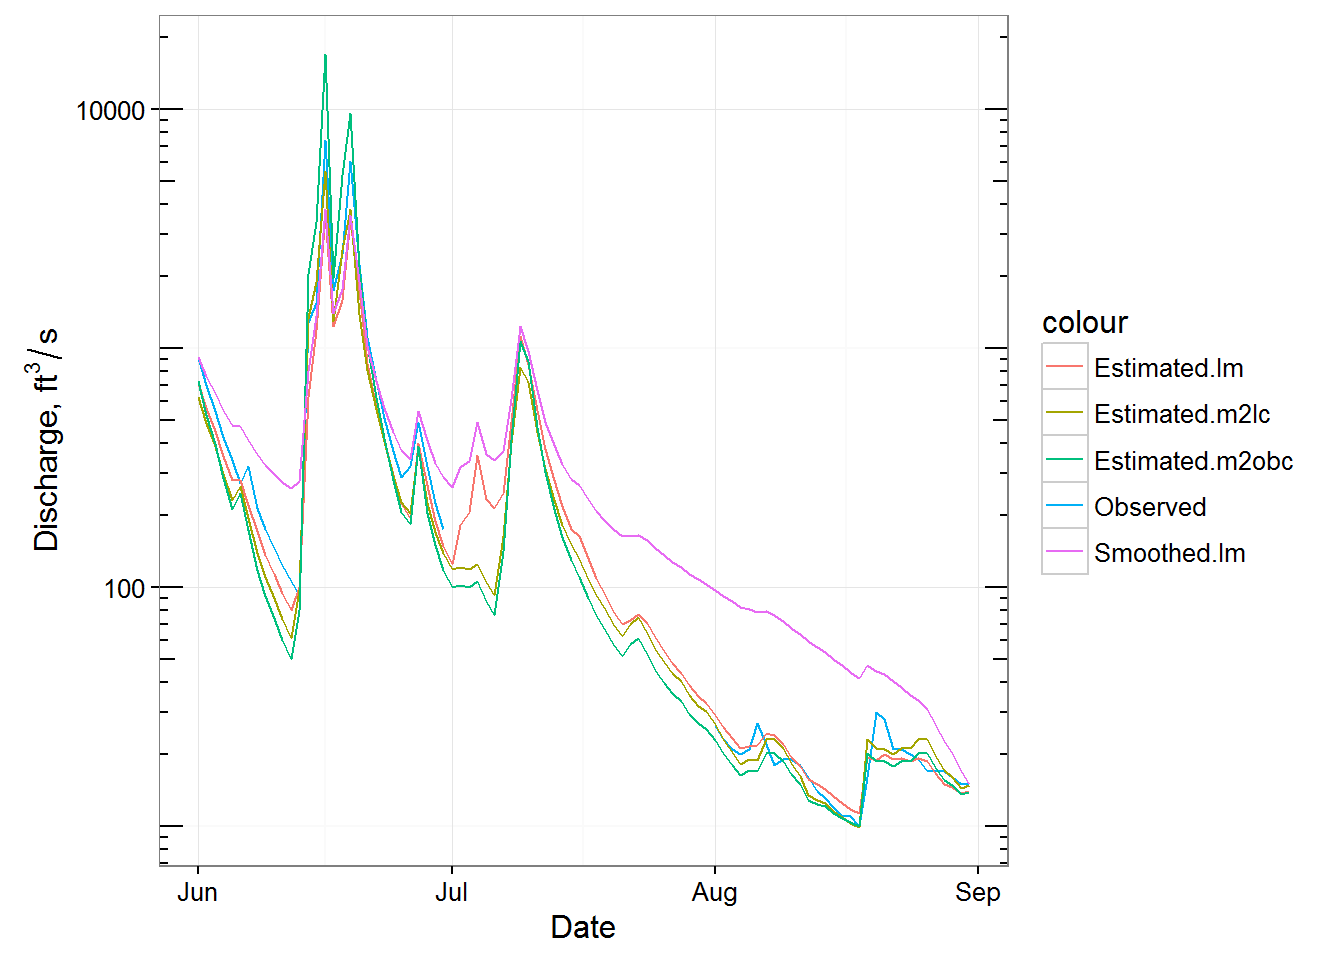 10000
100
Discharge, ft³/s
Jun
Jul
Aug
Sep
Date
colour
Estimated.lm
Estimated.m2lc
Estimated.m2obc
Observed
Smoothed.lm